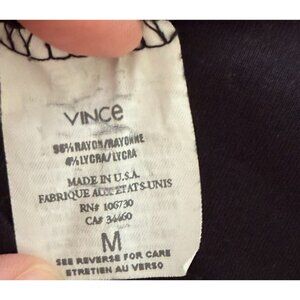 VINCE
96% RAYON/RAYONNE
4% LYCRA/LYCRA
MADE IN U.S.A.
FABRIQUE AUX ETATS-UNIS
RN# 106730
CA# 34460
M
SEE REVERSE FOR CARE
ETRETIEN AU VERSO